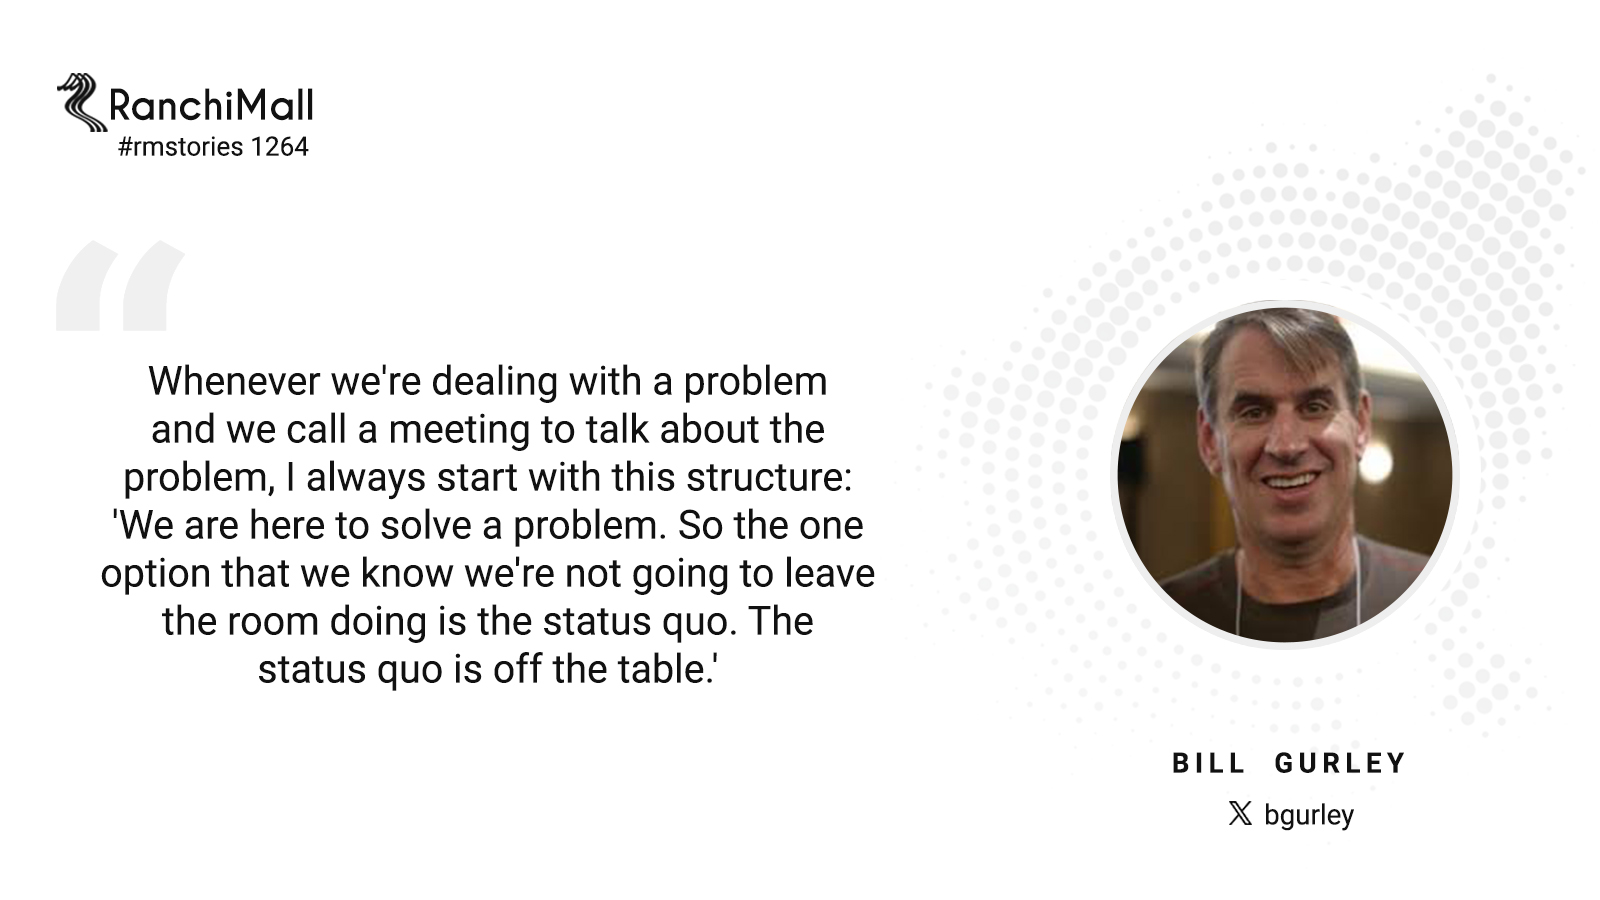 RanchiMall
#rmstories 1264
“
Whenever we're dealing with a problem
and we call a meeting to talk about the
problem, I always start with this structure:
'We are here to solve a problem. So the one
option that we know we're not going to leave
the room doing is the status quo. The
status quo is off the table.'
BILL GURLEY
𝕏 bgurley